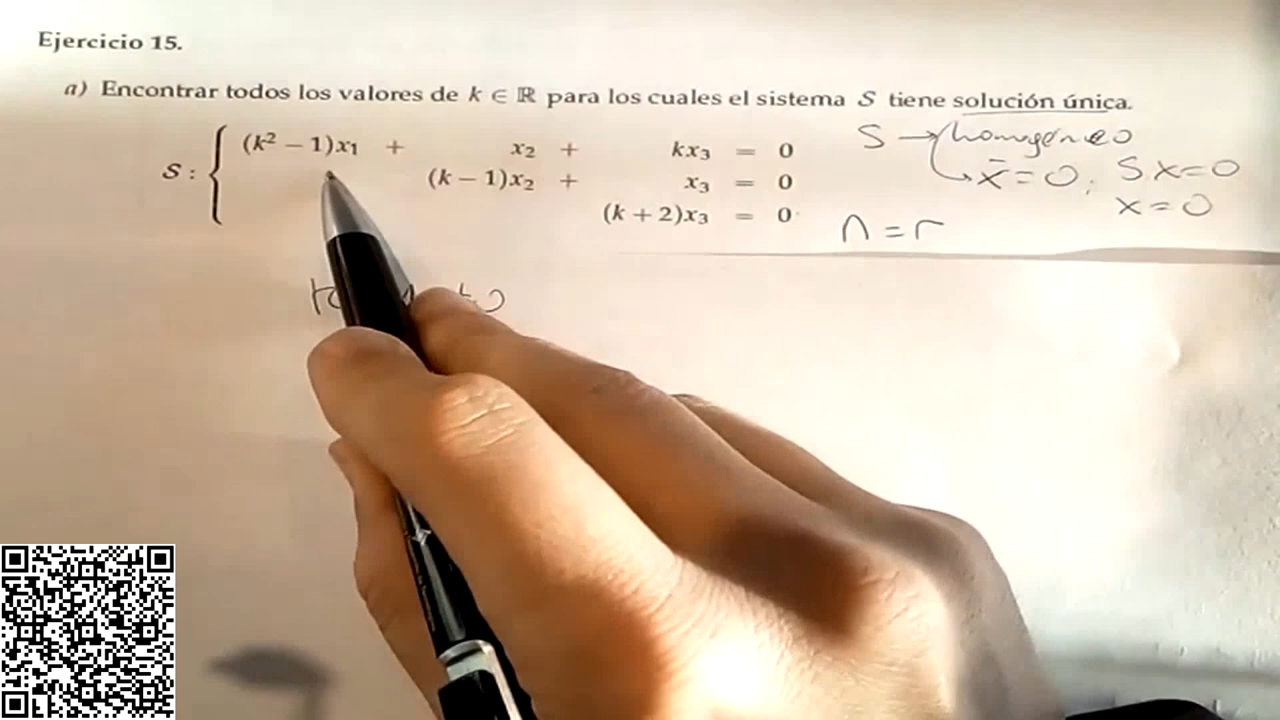 Ejercicio 15.
a) Encontrar todos los valores de k ∈ ℝ para los cuales el sistema S tiene solución única.
S : { (k² − 1)x₁ + x₂ + kx₃ = 0
(k − 1)x₂ + x₃ = 0
(k + 2)x₃ = 0
S → homogéneo
x̄ = 0; Sx = 0
x = 0
n = r